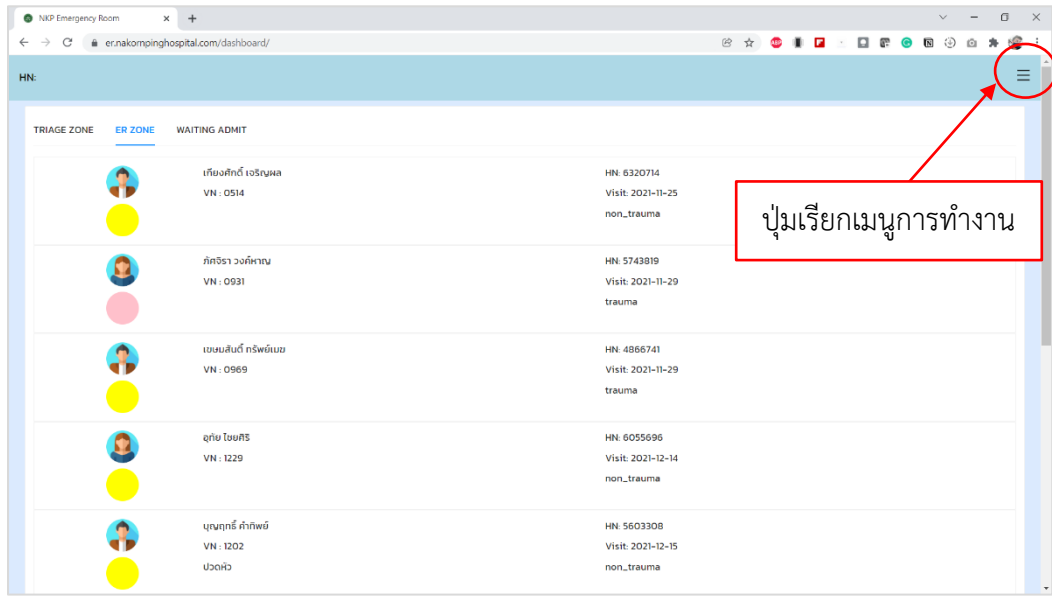 NKP Emergency Room
er.nakornpinghospital.com/dashboard/
HN:
TRIAGE ZONE ER ZONE WAITING ADMIT
เกียงศักดิ์ เจริญผล HN: 6320714
VN : 0514 Visit: 2021-11-25
non_trauma
ปุ่มเรียกเมนูการทำงาน
ภัศจิรา วงค์หาญ HN: 5743819
VN : 0931 Visit: 2021-11-29
trauma
เขษมสันติ์ ทรัพย์เมฆ HN: 4866741
VN : 0969 Visit: 2021-11-29
trauma
อุทัย ไชยศิริ HN: 6055696
VN : 1229 Visit: 2021-12-14
non_trauma
บุญฤทธิ์ คำทิพย์ HN: 5603308
VN : 1202 Visit: 2021-12-15
ปวดหัว non_trauma